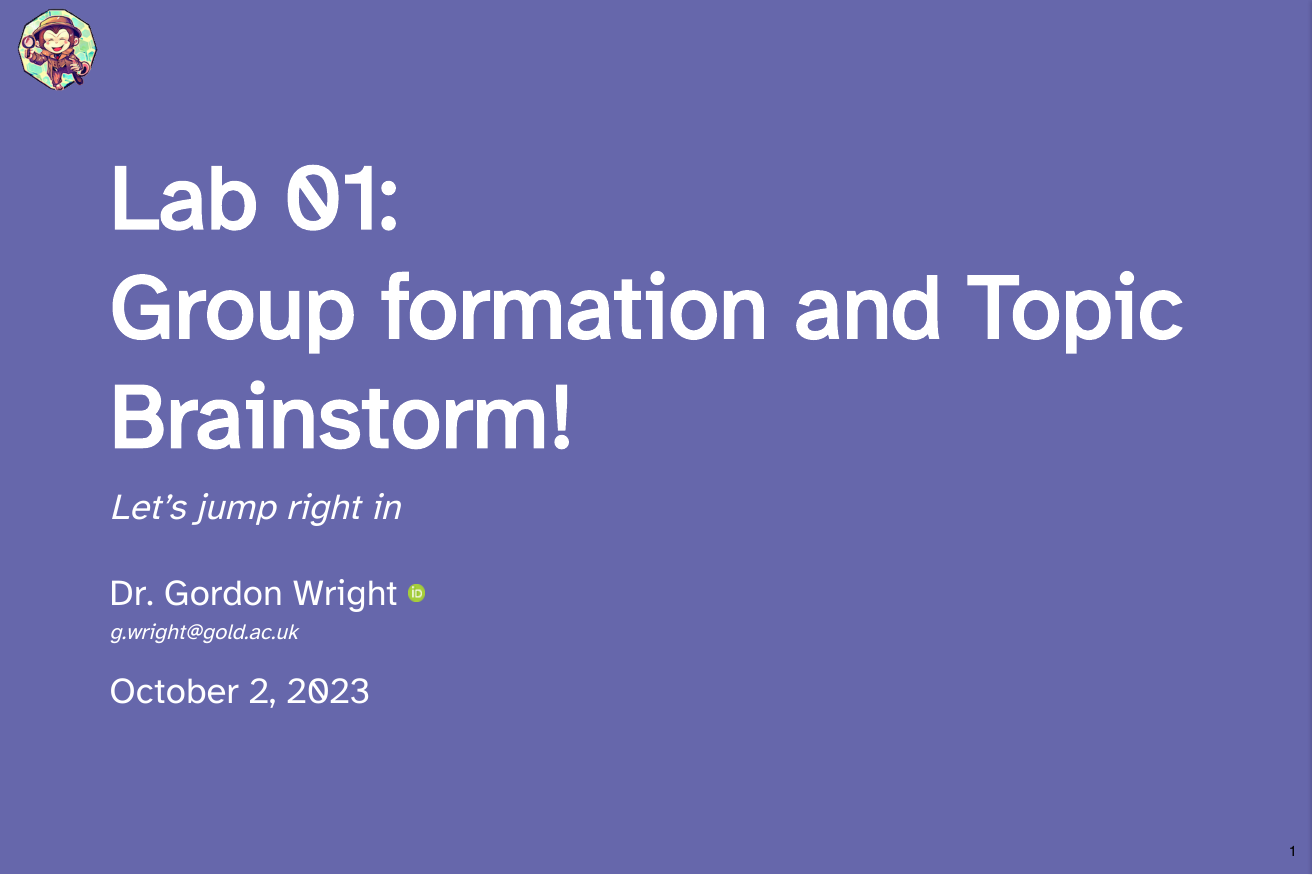 Lab 01:
Group formation and Topic
Brainstorm!
Let’s jump right in
Dr. Gordon Wright iD
g.wright@gold.ac.uk
October 2, 2023
1